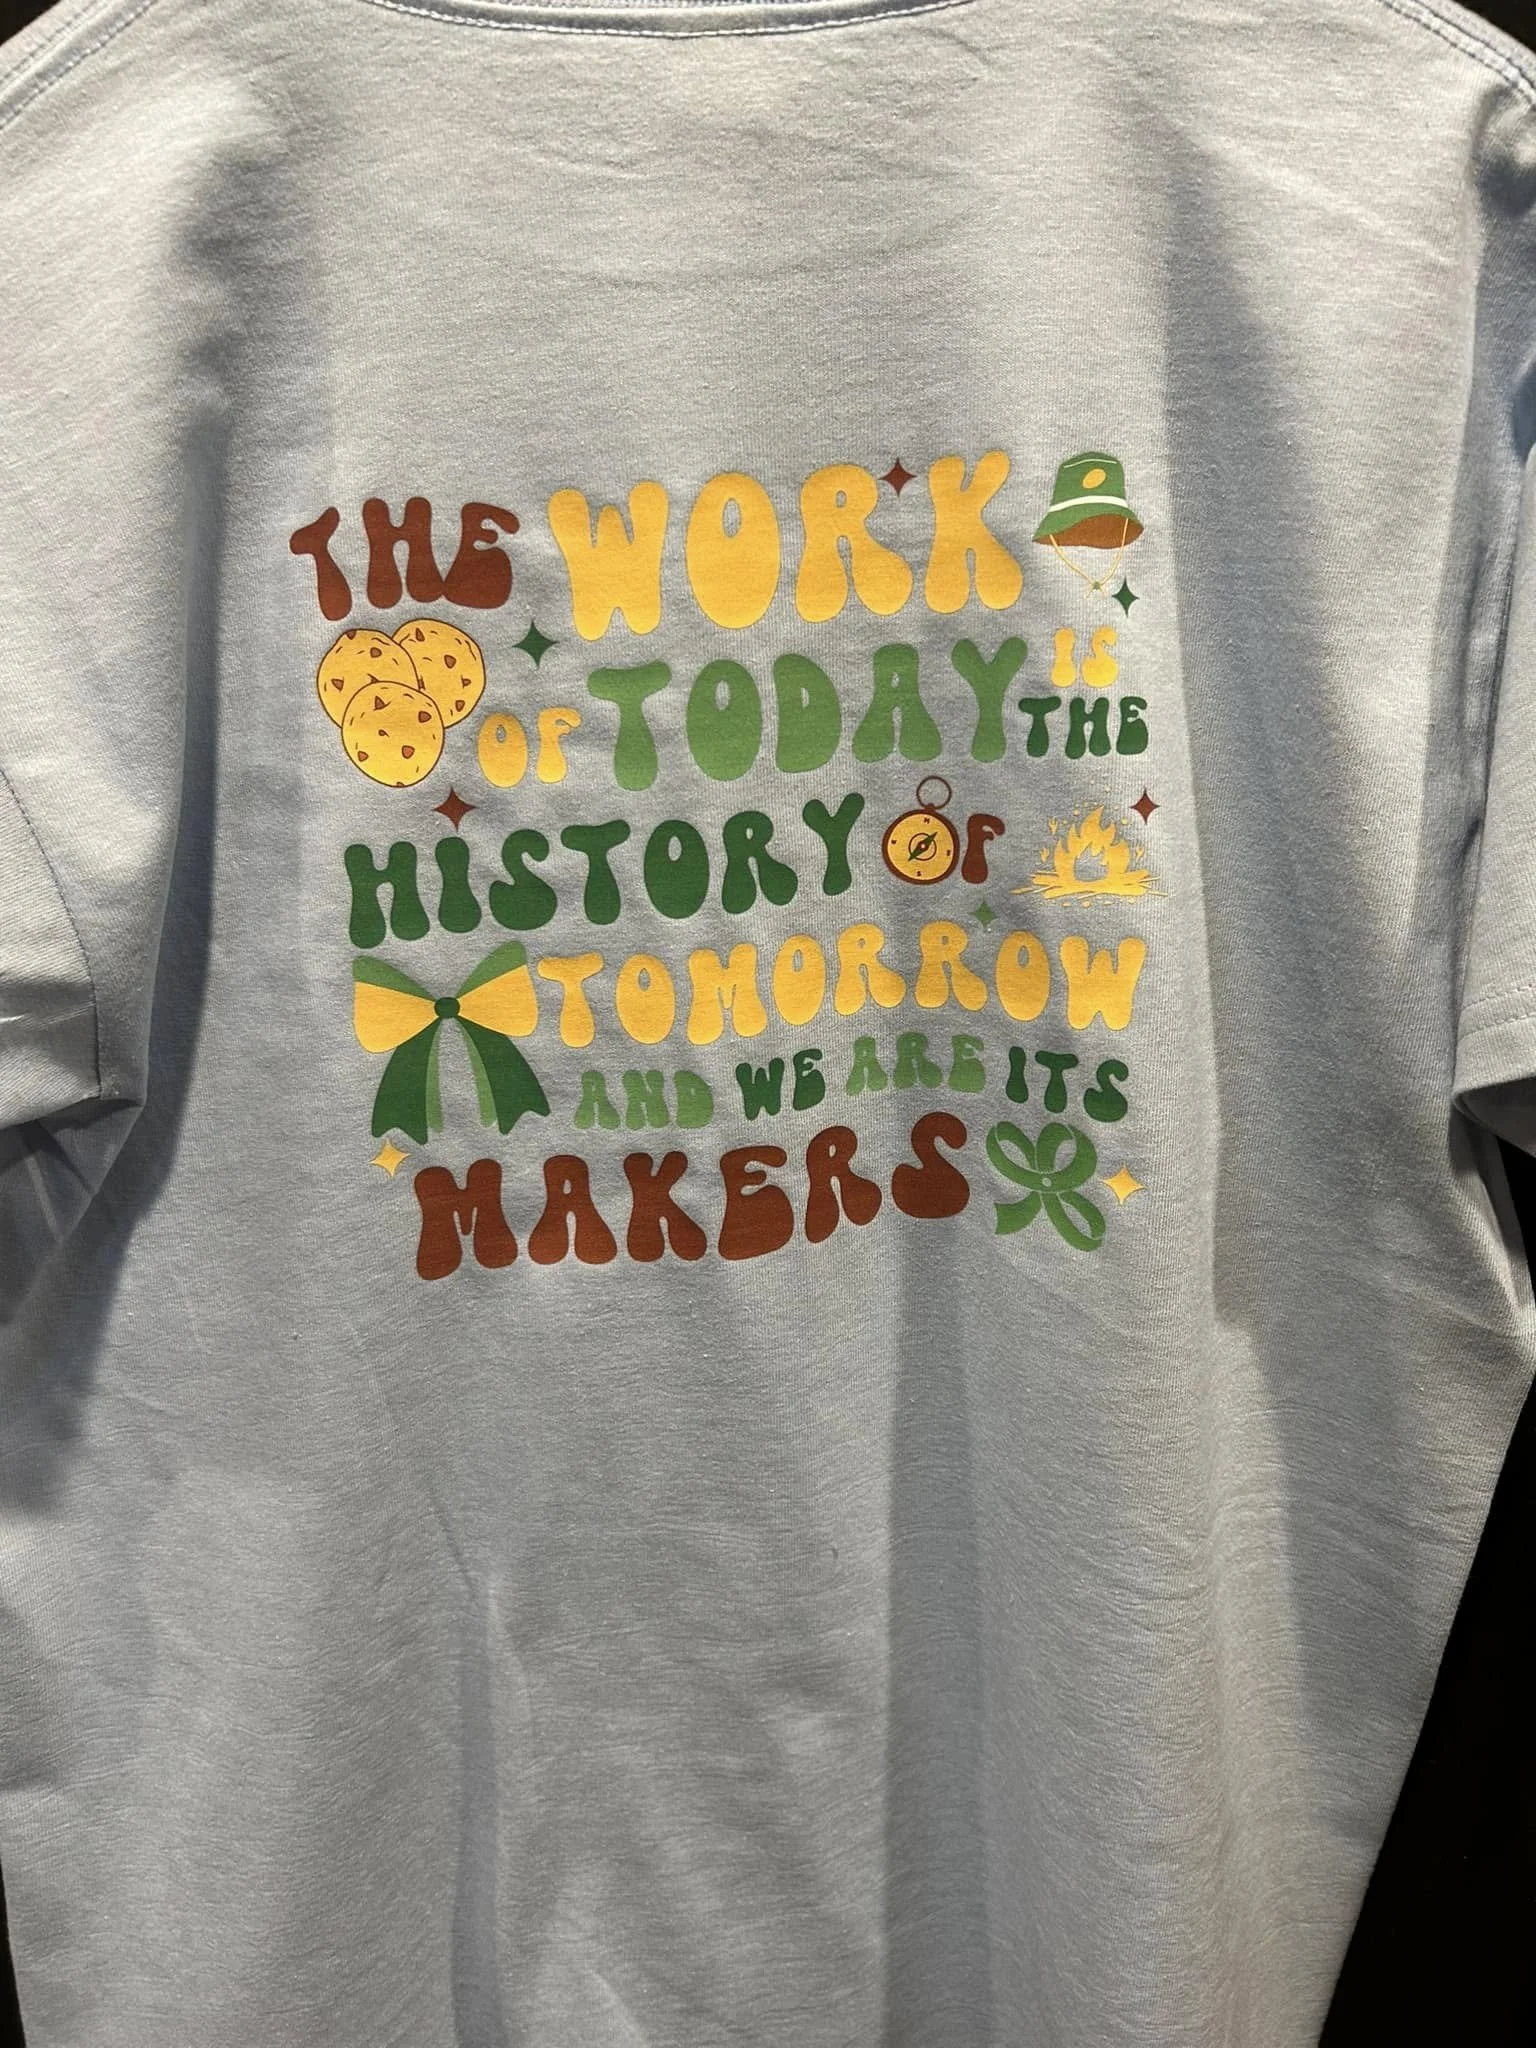 THE WORK
OF TODAY IS
THE
HISTORY OF
TOMORROW
AND WE ARE ITS
MAKERS